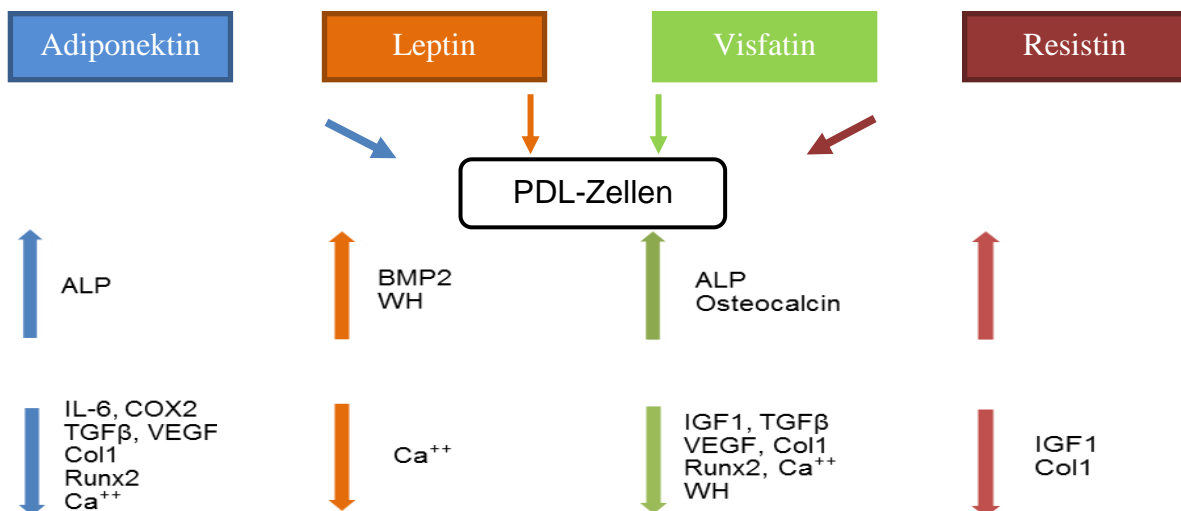 Adiponektin
Leptin
Visfatin
Resistin
PDL-Zellen
ALP
BMP2
WH
ALP
Osteocalcin
IL-6, COX2
TGFβ, VEGF
Col1
Runx2
Ca⁺⁺
Ca⁺⁺
IGF1, TGFβ
VEGF, Col1
Runx2, Ca⁺⁺
WH
IGF1
Col1